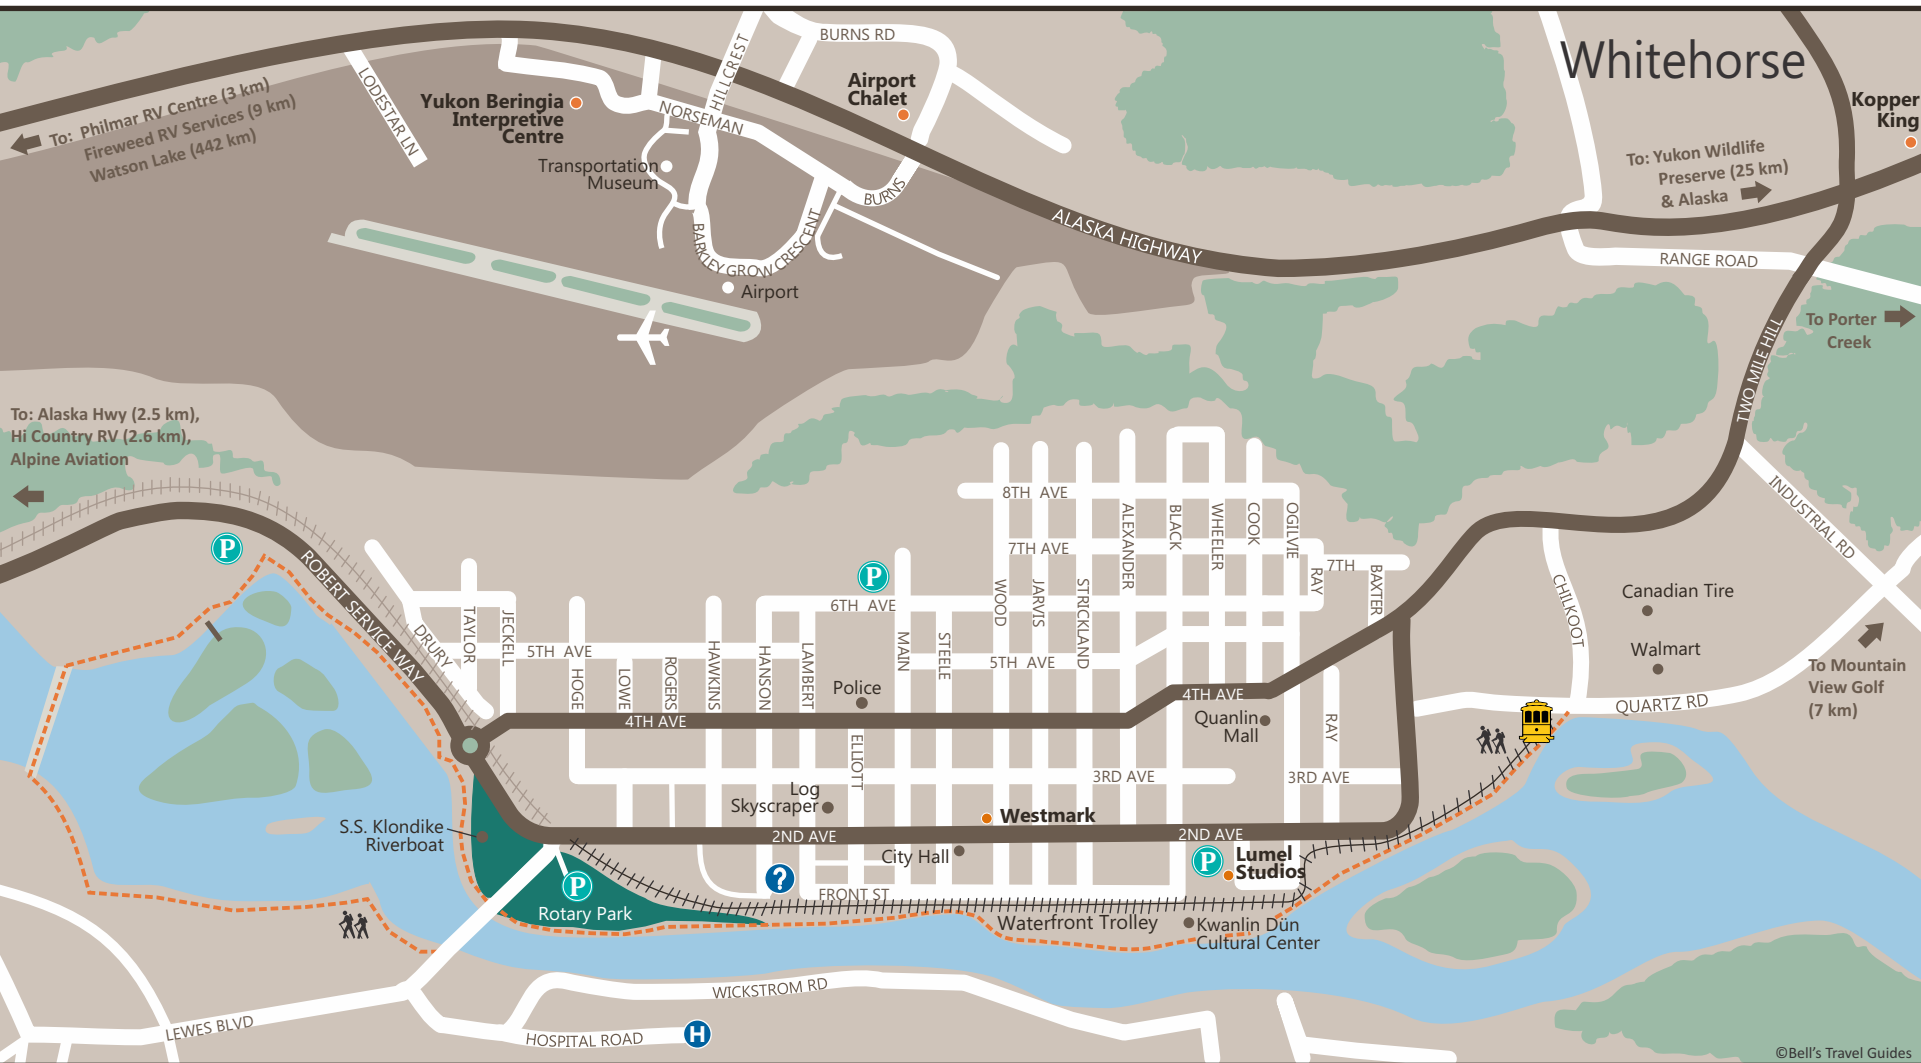 Whitehorse
BURNS RD
HILLCREST
LODESTAR LN
Airport
Chalet
Yukon Beringia
Interpretive
Centre
NORSEMAN
Kopper
King
To: Philmar RV Centre (3 km)
Fireweed RV Services (9 km)
Watson Lake (442 km)
Transportation
Museum
BURNS
To: Yukon Wildlife
Preserve (25 km)
& Alaska
ALASKA HIGHWAY
BARKLEY GROW CRESCENT
Airport
RANGE ROAD
To Porter
Creek
TWO MILE HILL
To: Alaska Hwy (2.5 km),
Hi Country RV (2.6 km),
Alpine Aviation
INDUSTRIAL RD
8TH AVE
ALEXANDER
BLACK
WHEELER
COOK
OGILVIE
7TH AVE
7TH
RAY
BAXTER
P
P
ROBERT SERVICE WAY
6TH AVE
WOOD
JARVIS
STRICKLAND
CHILKOOT
Canadian Tire
Walmart
To Mountain
View Golf
(7 km)
DRURY
TAYLOR
JECKELL
5TH AVE
HOGE
LOWE
ROGERS
HAWKINS
HANSON
LAMBERT
MAIN
STEELE
5TH AVE
Police
4TH AVE
4TH AVE
Quanlin
Mall
RAY
QUARTZ RD
ELLIOTT
3RD AVE
3RD AVE
Log
Skyscraper
Westmark
S.S. Klondike
Riverboat
2ND AVE
2ND AVE
City Hall
P
Lumel
Studios
?
P
FRONT ST
Rotary Park
Waterfront Trolley
Kwanlin Dün
Cultural Center
WICKSTROM RD
LEWES BLVD
HOSPITAL ROAD
H
©Bell's Travel Guides